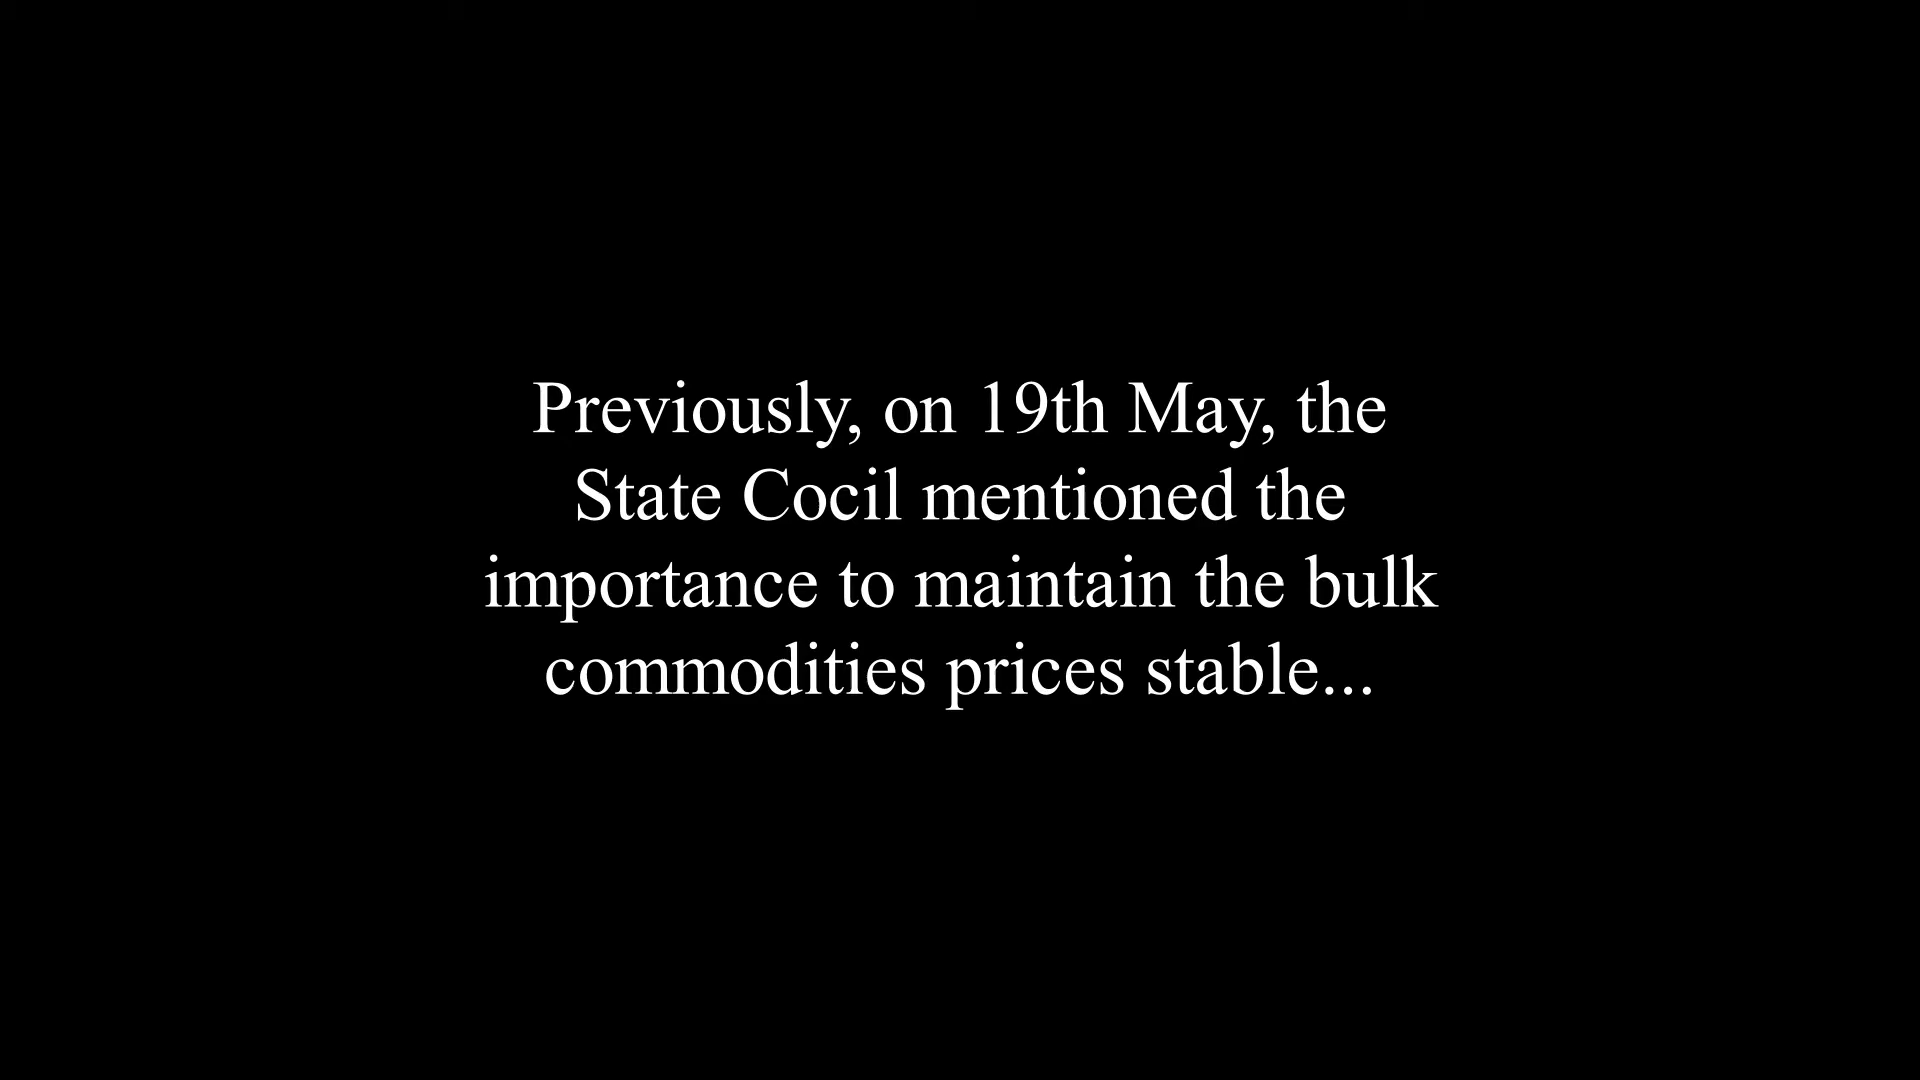 Previously, on 19th May, the
State Cocil mentioned the
importance to maintain the bulk
commodities prices stable...